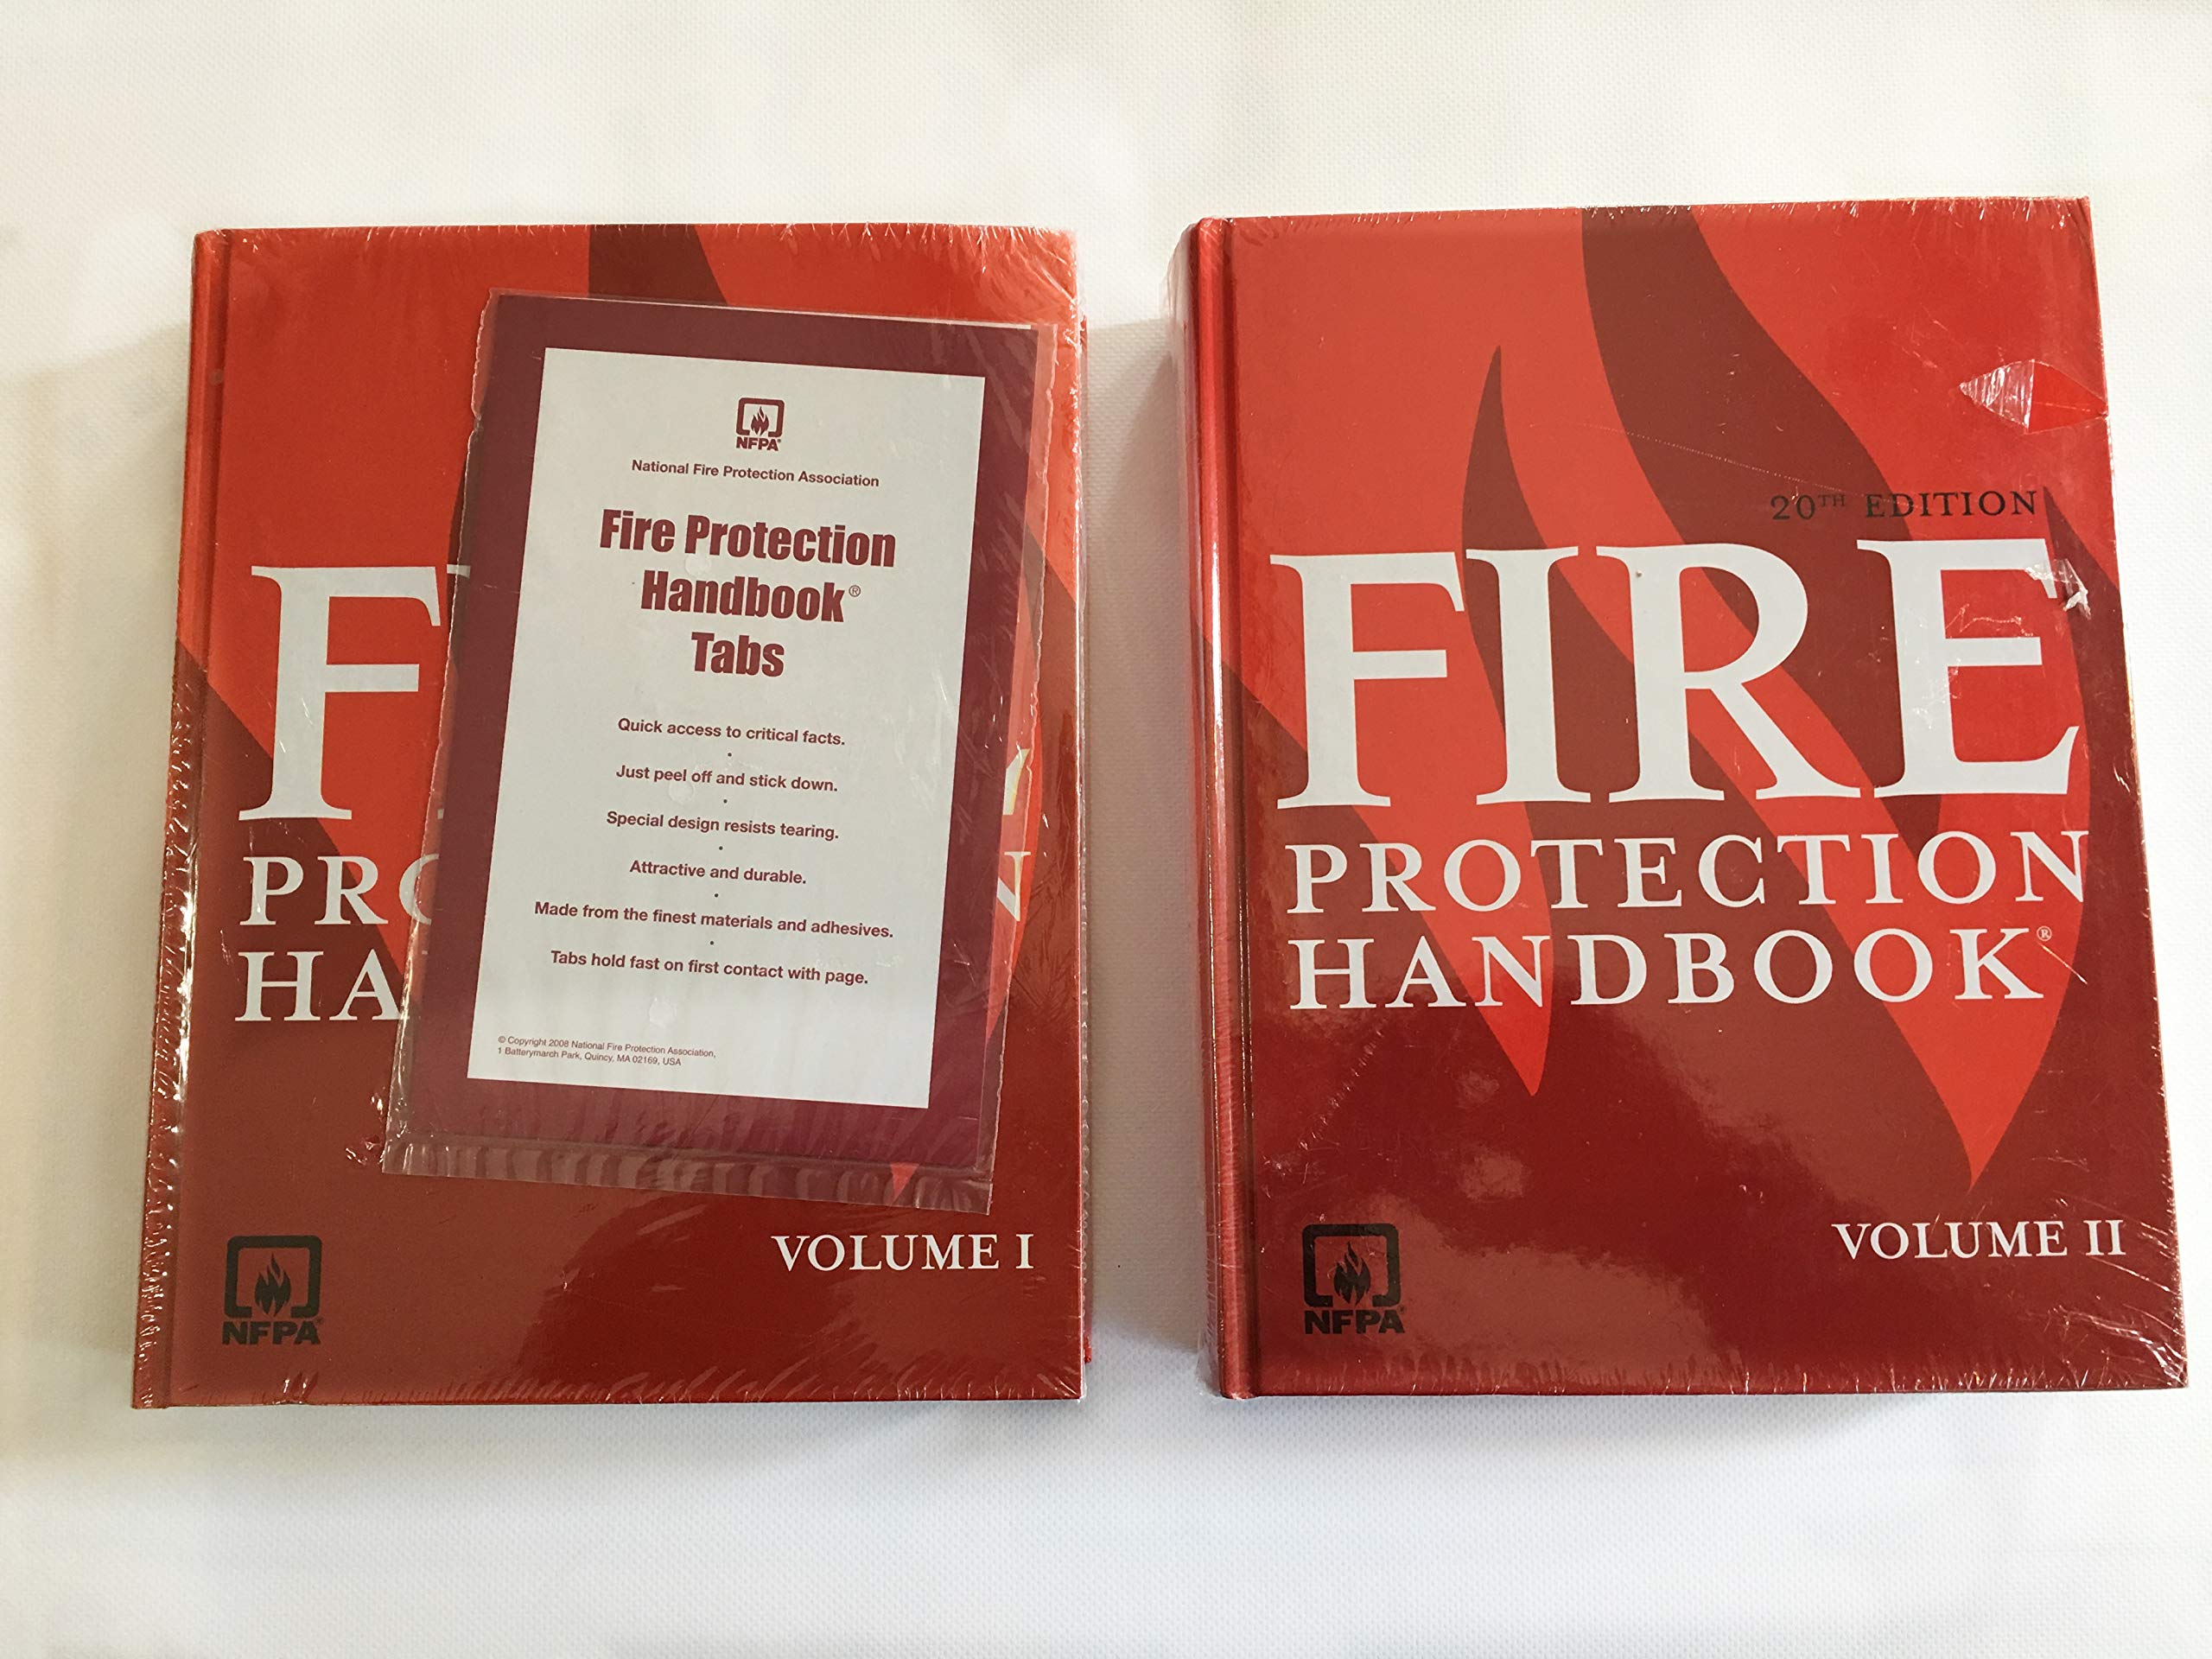 NFPA®
National Fire Protection Association
Fire Protection
Handbook®
Tabs
Quick access to critical facts.
•
Just peel off and stick down.
•
Special design resists tearing.
•
Attractive and durable.
•
Made from the finest materials and adhesives.
•
Tabs hold fast on first contact with page.
© Copyright 2008 National Fire Protection Association,
1 Batterymarch Park, Quincy, MA 02169, USA
F
PRO
N
HA
VOLUME I
NFPA®
20TH EDITION
FIRE
PROTECTION
HANDBOOK®
VOLUME II
NFPA®